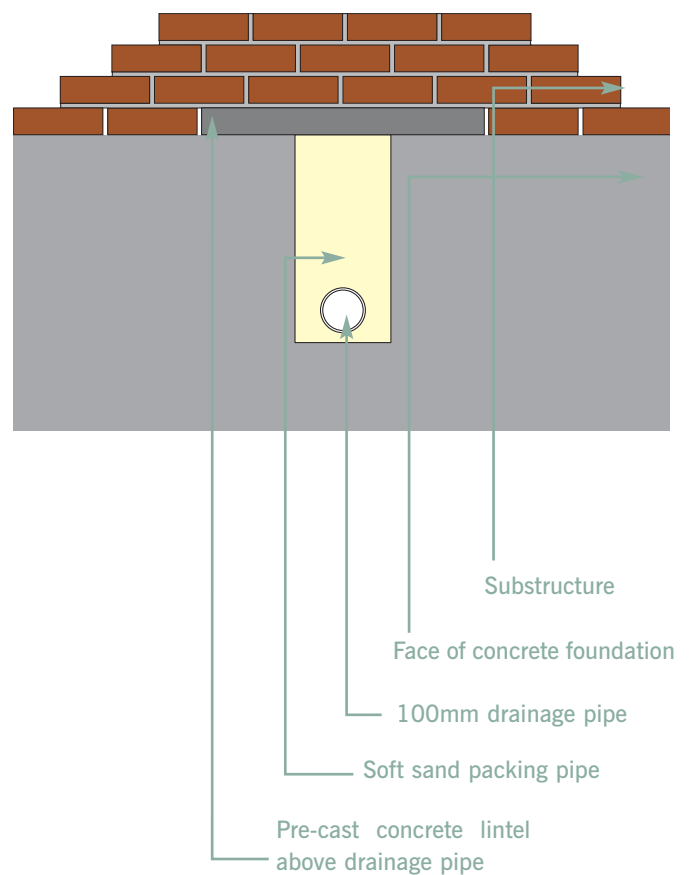 Substructure
Face of concrete foundation
100mm drainage pipe
Soft sand packing pipe
Pre-cast concrete lintel
above drainage pipe